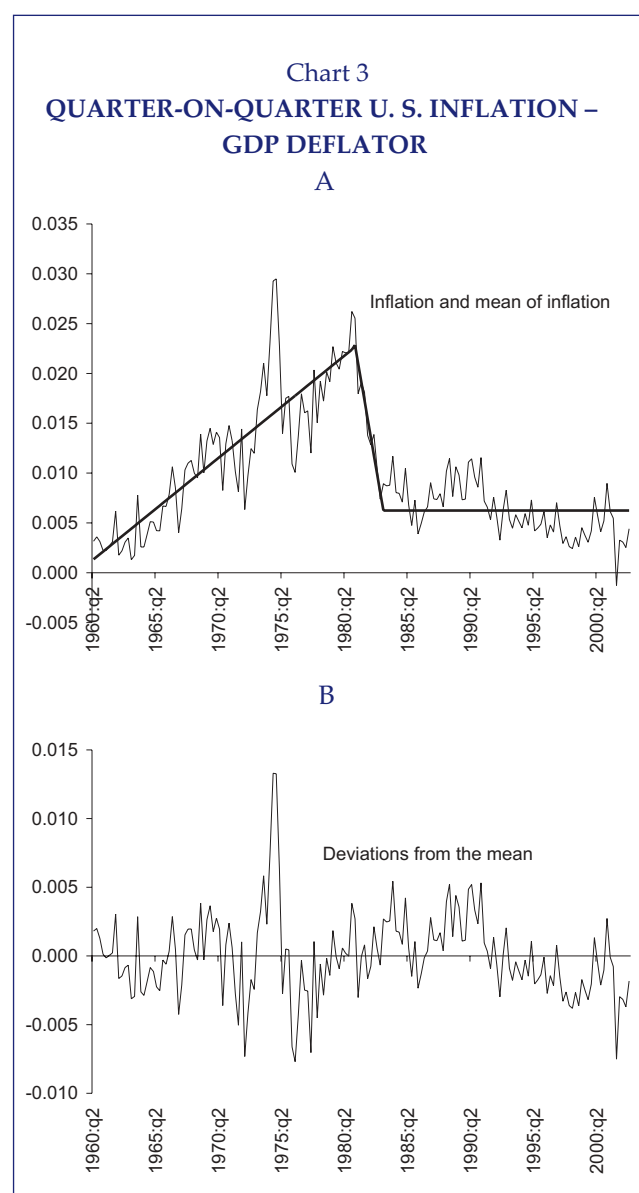 Chart 3
QUARTER-ON-QUARTER U. S. INFLATION –
GDP DEFLATOR
A
0.035
0.030
Inflation and mean of inflation
0.025
0.020
0.015
0.010
0.005
0.000
-0.005
1960:q2
1965:q2
1970:q2
1975:q2
1980:q2
1985:q2
1990:q2
1995:q2
2000:q2
B
0.015
0.010
Deviations from the mean
0.005
0.000
-0.005
-0.010
1960:q2
1965:q2
1970:q2
1975:q2
1980:q2
1985:q2
1990:q2
1995:q2
2000:q2